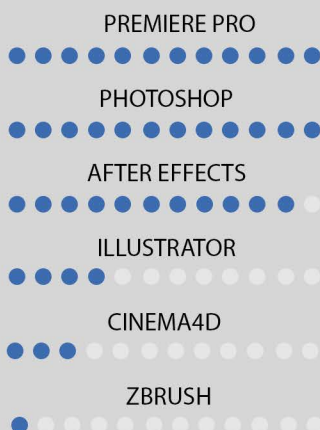 PREMIERE PRO
PHOTOSHOP
AFTER EFFECTS
ILLUSTRATOR
CINEMA4D
ZBRUSH